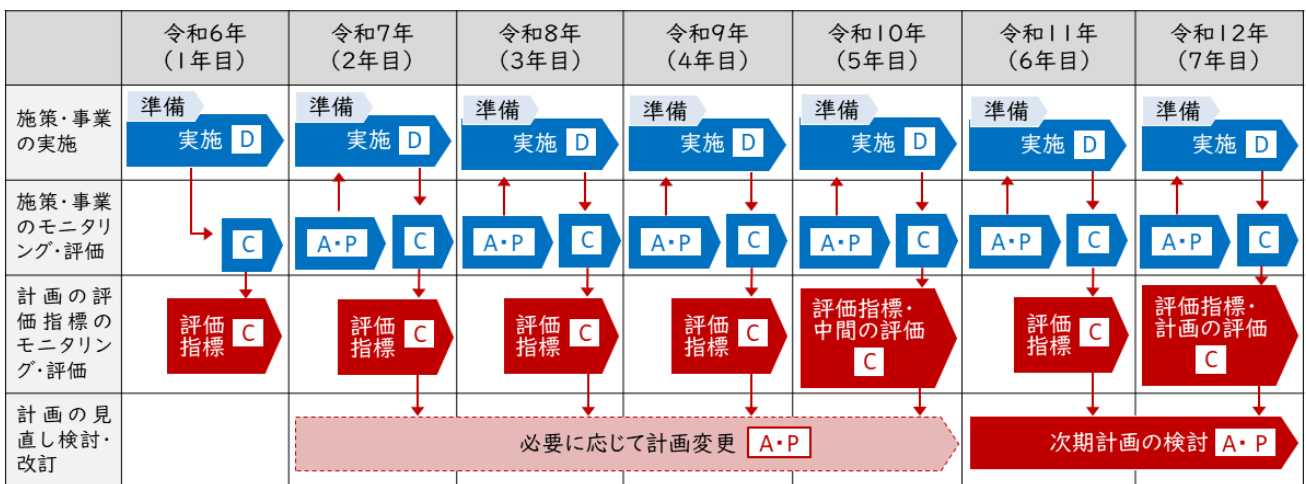 令和6年
(1年目)
令和7年
(2年目)
令和8年
(3年目)
令和9年
(4年目)
令和10年
(5年目)
令和11年
(6年目)
令和12年
(7年目)
施策・事業
の実施
準備
実施 D
準備
実施 D
準備
実施 D
準備
実施 D
準備
実施 D
準備
実施 D
準備
実施 D
施策・事業
のモニタリ
ング・評価
C
A・P
C
A・P
C
A・P
C
A・P
C
A・P
C
A・P
C
計画の評
価指標の
モニタリン
グ・評価
評価
指標 C
評価
指標 C
評価
指標 C
評価
指標 C
評価指標・
中間の評価
C
評価
指標 C
評価指標・
計画の評価
C
計画の見
直し検討・
改訂
必要に応じて計画変更 A・P
次期計画の検討 A・P